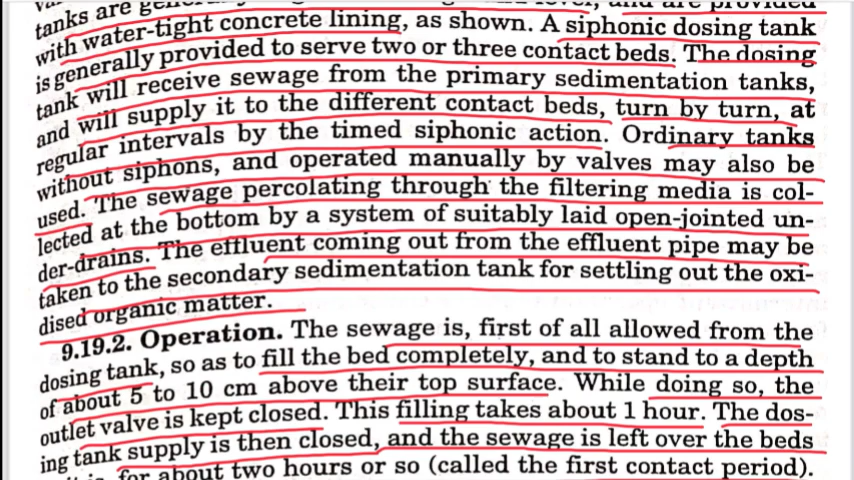 tanks are generally and are provided
with water-tight concrete lining, as shown. A siphonic dosing tank
is generally provided to serve two or three contact beds. The dosing
tank will receive sewage from the primary sedimentation tanks,
and will supply it to the different contact beds, turn by turn, at
regular intervals by the timed siphonic action. Ordinary tanks
without siphons, and operated manually by valves may also be
used. The sewage percolating through the filtering media is col-
lected at the bottom by a system of suitably laid open-jointed un-
der-drains. The effluent coming out from the effluent pipe may be
taken to the secondary sedimentation tank for settling out the oxi-
dised organic matter.
9.19.2. Operation. The sewage is, first of all allowed from the
dosing tank, so as to fill the bed completely, and to stand to a depth
of about 5 to 10 cm above their top surface. While doing so, the
outlet valve is kept closed. This filling takes about 1 hour. The dos-
ing tank supply is then closed, and the sewage is left over the beds
for about two hours or so (called the first contact period).